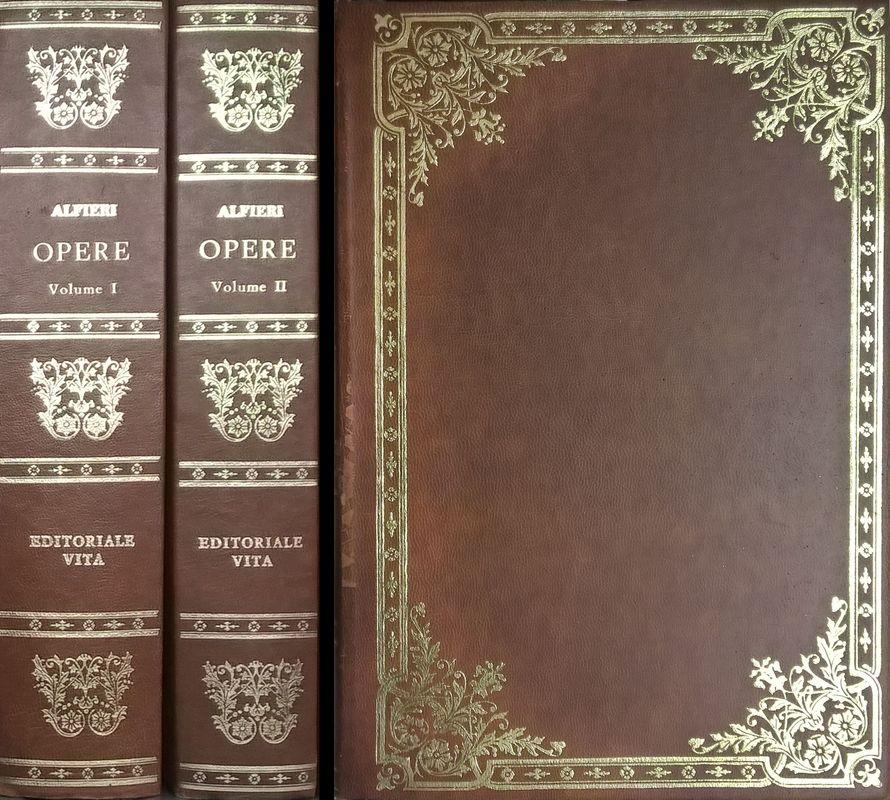 ALFIERI
OPERE
Volume I
EDITORIALE
VITA
ALFIERI
OPERE
Volume II
EDITORIALE
VITA